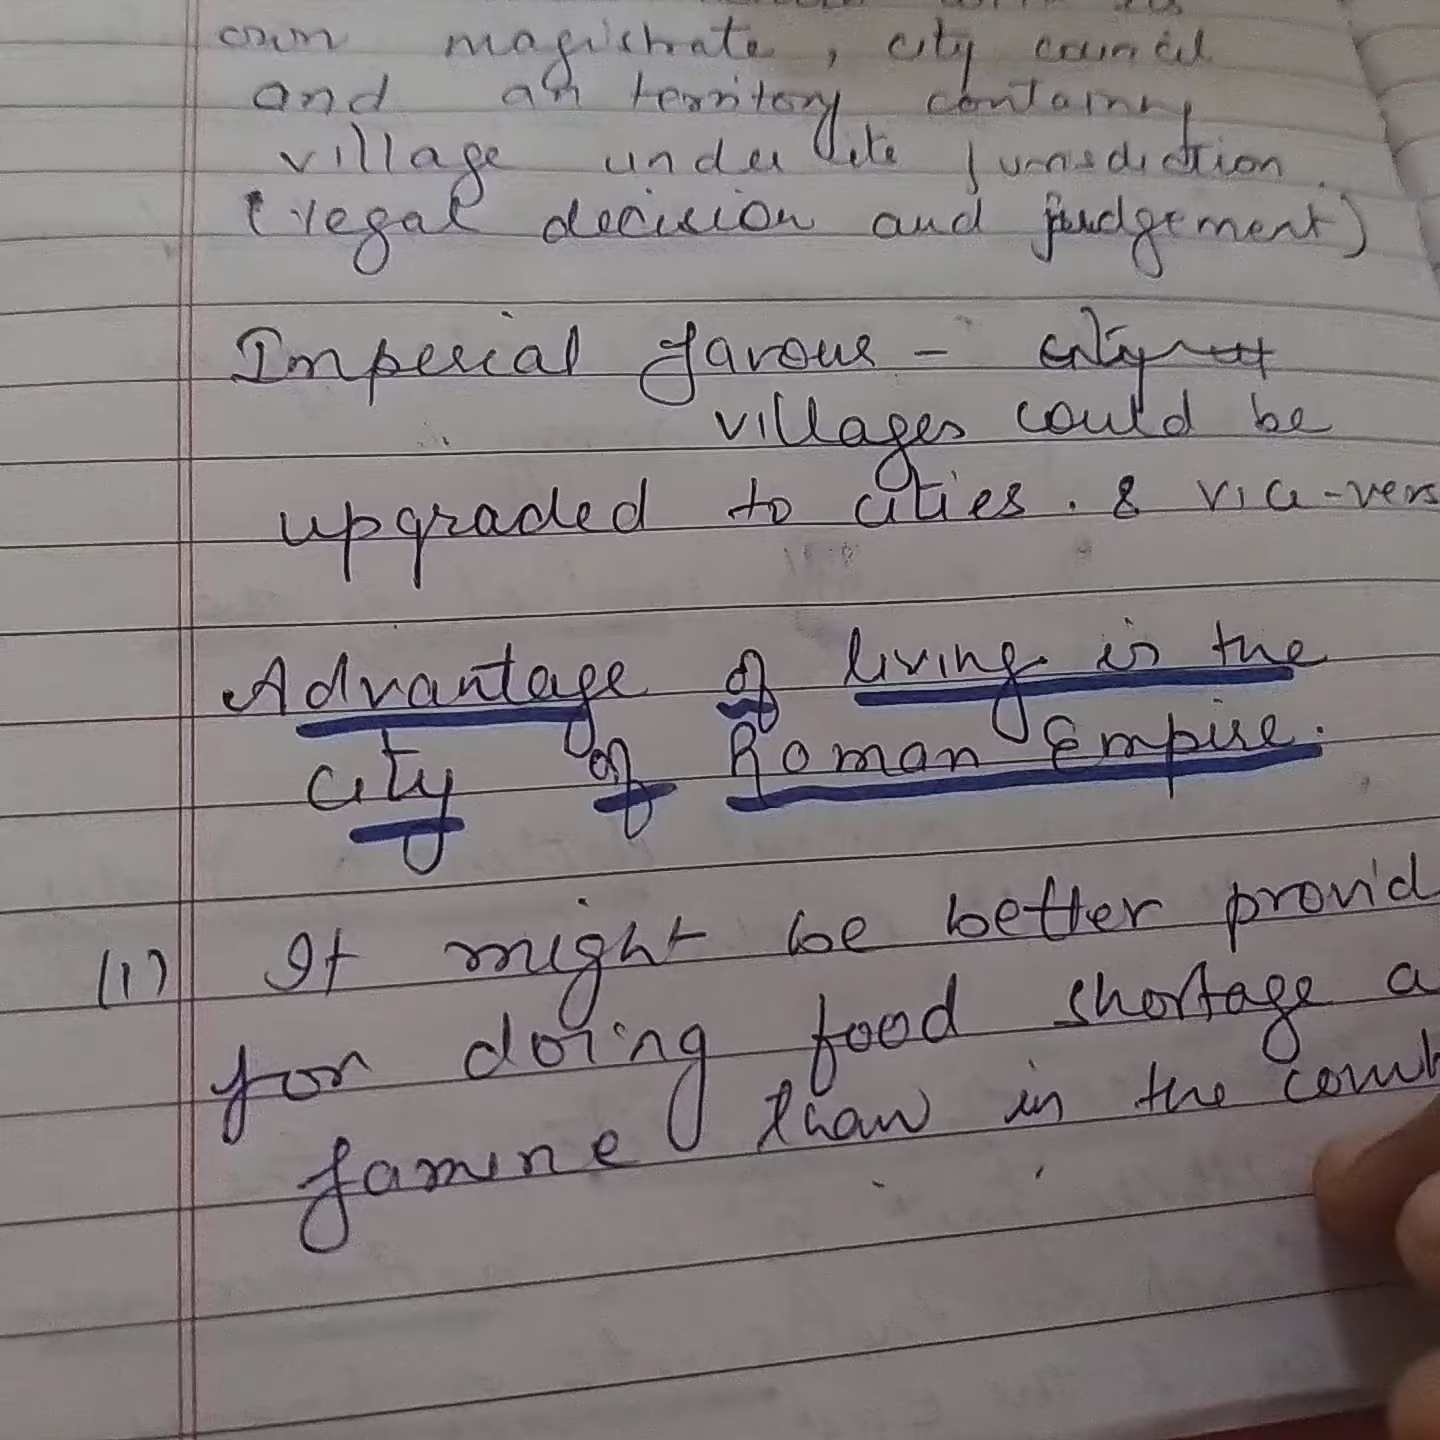 own magistrate, city council
and an territory containing
village under its jurisdiction.
(legal decision and judgement)
Imperial favour -
villages could be
upgraded to cities. & vice-vers
Advantage of living in the
city of Roman Empire.
(1) It might be better provid
for doing food shortage a
famine than in the